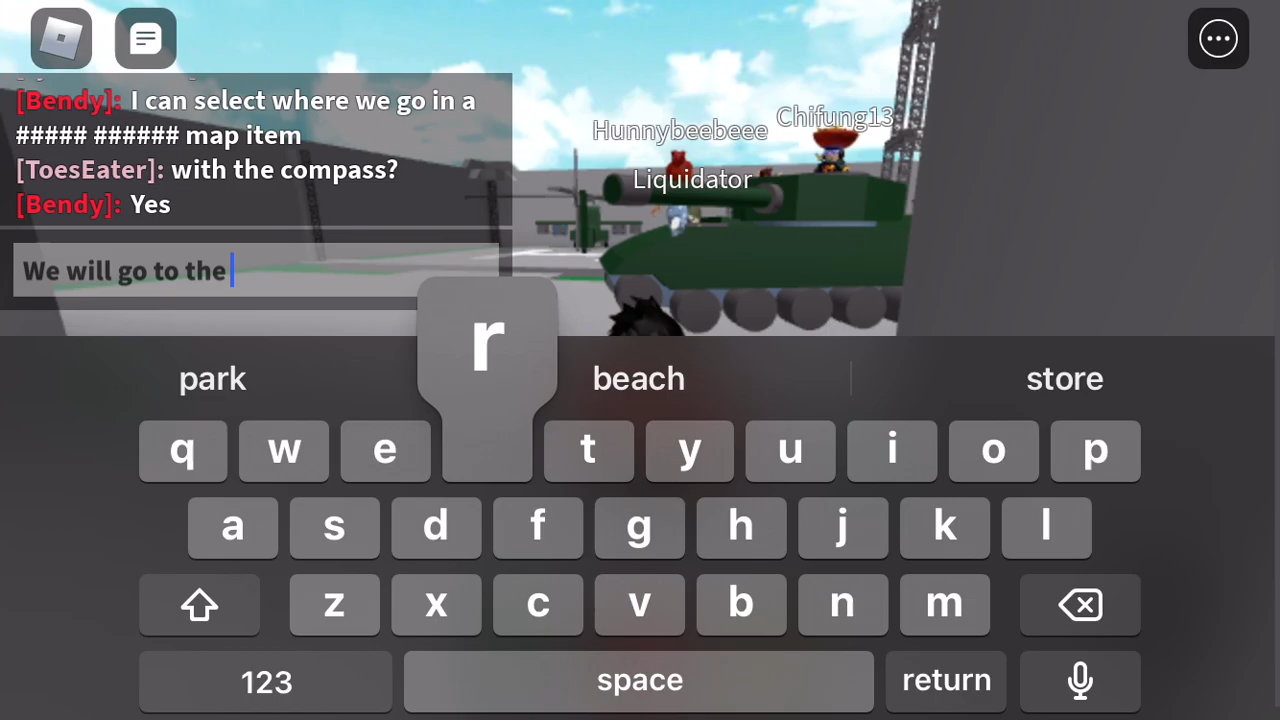 [Bendy]: I can select where we go in a
##### ###### map item
[ToesEater]: with the compass?
[Bendy]: Yes
We will go to the
Hunnybeebeee
Chifung13
Liquidator
r
park
beach
store
q w e t y u i o p
a s d f g h j k l
z x c v b n m
123 space return